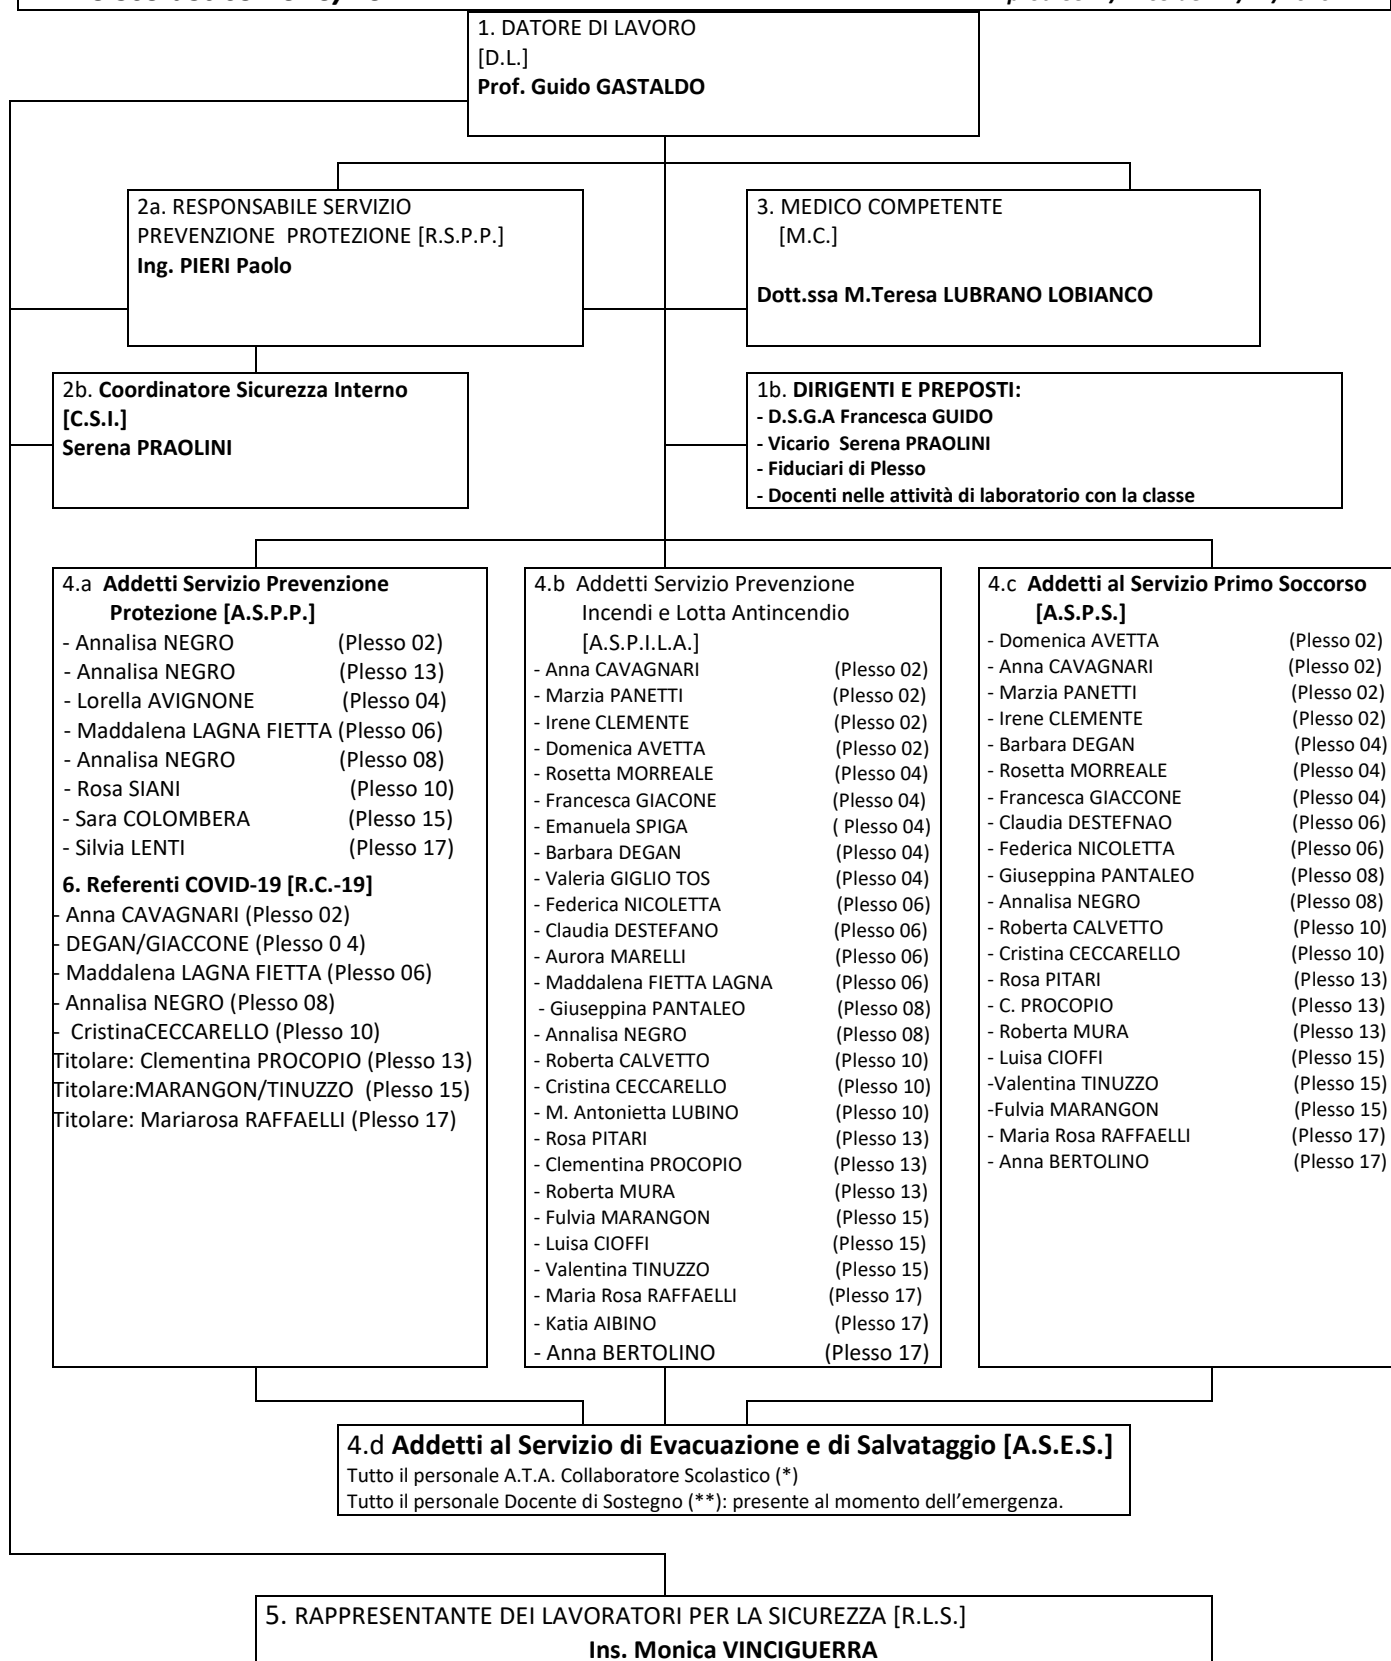 1. DATORE DI LAVORO
[D.L.]
Prof. Guido GASTALDO
2a. RESPONSABILE SERVIZIO
PREVENZIONE PROTEZIONE [R.S.P.P.]
Ing. PIERI Paolo
3. MEDICO COMPETENTE
[M.C.]
Dott.ssa M.Teresa LUBRANO LOBIANCO
2b. Coordinatore Sicurezza Interno
[C.S.I.]
Serena PRAOLINI
1b. DIRIGENTI E PREPOSTI:
- D.S.G.A Francesca GUIDO
- Vicario Serena PRAOLINI
- Fiduciari di Plesso
- Docenti nelle attività di laboratorio con la classe
4.a Addetti Servizio Prevenzione
Protezione [A.S.P.P.]
- Annalisa NEGRO (Plesso 02)
- Annalisa NEGRO (Plesso 13)
- Lorella AVIGNONE (Plesso 04)
- Maddalena LAGNA FIETTA (Plesso 06)
- Annalisa NEGRO (Plesso 08)
- Rosa SIANI (Plesso 10)
- Sara COLOMBERA (Plesso 15)
- Silvia LENTI (Plesso 17)
6. Referenti COVID-19 [R.C.-19]
- Anna CAVAGNARI (Plesso 02)
- DEGAN/GIACCONE (Plesso 0 4)
- Maddalena LAGNA FIETTA (Plesso 06)
- Annalisa NEGRO (Plesso 08)
- CristinaCECCARELLO (Plesso 10)
Titolare: Clementina PROCOPIO (Plesso 13)
Titolare:MARANGON/TINUZZO (Plesso 15)
Titolare: Mariarosa RAFFAELLI (Plesso 17)
4.b Addetti Servizio Prevenzione
Incendi e Lotta Antincendio
[A.S.P.I.L.A.]
- Anna CAVAGNARI (Plesso 02)
- Marzia PANETTI (Plesso 02)
- Irene CLEMENTE (Plesso 02)
- Domenica AVETTA (Plesso 02)
- Rosetta MORREALE (Plesso 04)
- Francesca GIACONE (Plesso 04)
- Emanuela SPIGA ( Plesso 04)
- Barbara DEGAN (Plesso 04)
- Valeria GIGLIO TOS (Plesso 04)
- Federica NICOLETTA (Plesso 06)
- Claudia DESTEFANO (Plesso 06)
- Aurora MARELLI (Plesso 06)
- Maddalena FIETTA LAGNA (Plesso 06)
- Giuseppina PANTALEO (Plesso 08)
- Annalisa NEGRO (Plesso 08)
- Roberta CALVETTO (Plesso 10)
- Cristina CECCARELLO (Plesso 10)
- M. Antonietta LUBINO (Plesso 10)
- Rosa PITARI (Plesso 13)
- Clementina PROCOPIO (Plesso 13)
- Roberta MURA (Plesso 13)
- Fulvia MARANGON (Plesso 15)
- Luisa CIOFFI (Plesso 15)
- Valentina TINUZZO (Plesso 15)
- Maria Rosa RAFFAELLI (Plesso 17)
- Katia AIBINO (Plesso 17)
- Anna BERTOLINO (Plesso 17)
4.c Addetti al Servizio Primo Soccorso
[A.S.P.S.]
- Domenica AVETTA (Plesso 02)
- Anna CAVAGNARI (Plesso 02)
- Marzia PANETTI (Plesso 02)
- Irene CLEMENTE (Plesso 02)
- Barbara DEGAN (Plesso 04)
- Rosetta MORREALE (Plesso 04)
- Francesca GIACCONE (Plesso 04)
- Claudia DESTEFNAO (Plesso 06)
- Federica NICOLETTA (Plesso 06)
- Giuseppina PANTALEO (Plesso 08)
- Annalisa NEGRO (Plesso 08)
- Roberta CALVETTO (Plesso 10)
- Cristina CECCARELLO (Plesso 10)
- Rosa PITARI (Plesso 13)
- C. PROCOPIO (Plesso 13)
- Roberta MURA (Plesso 13)
- Luisa CIOFFI (Plesso 15)
-Valentina TINUZZO (Plesso 15)
-Fulvia MARANGON (Plesso 15)
- Maria Rosa RAFFAELLI (Plesso 17)
- Anna BERTOLINO (Plesso 17)
4.d Addetti al Servizio di Evacuazione e di Salvataggio [A.S.E.S.]
Tutto il personale A.T.A. Collaboratore Scolastico (*)
Tutto il personale Docente di Sostegno (**): presente al momento dell'emergenza.
5. RAPPRESENTANTE DEI LAVORATORI PER LA SICUREZZA [R.L.S.]
Ins. Monica VINCIGUERRA